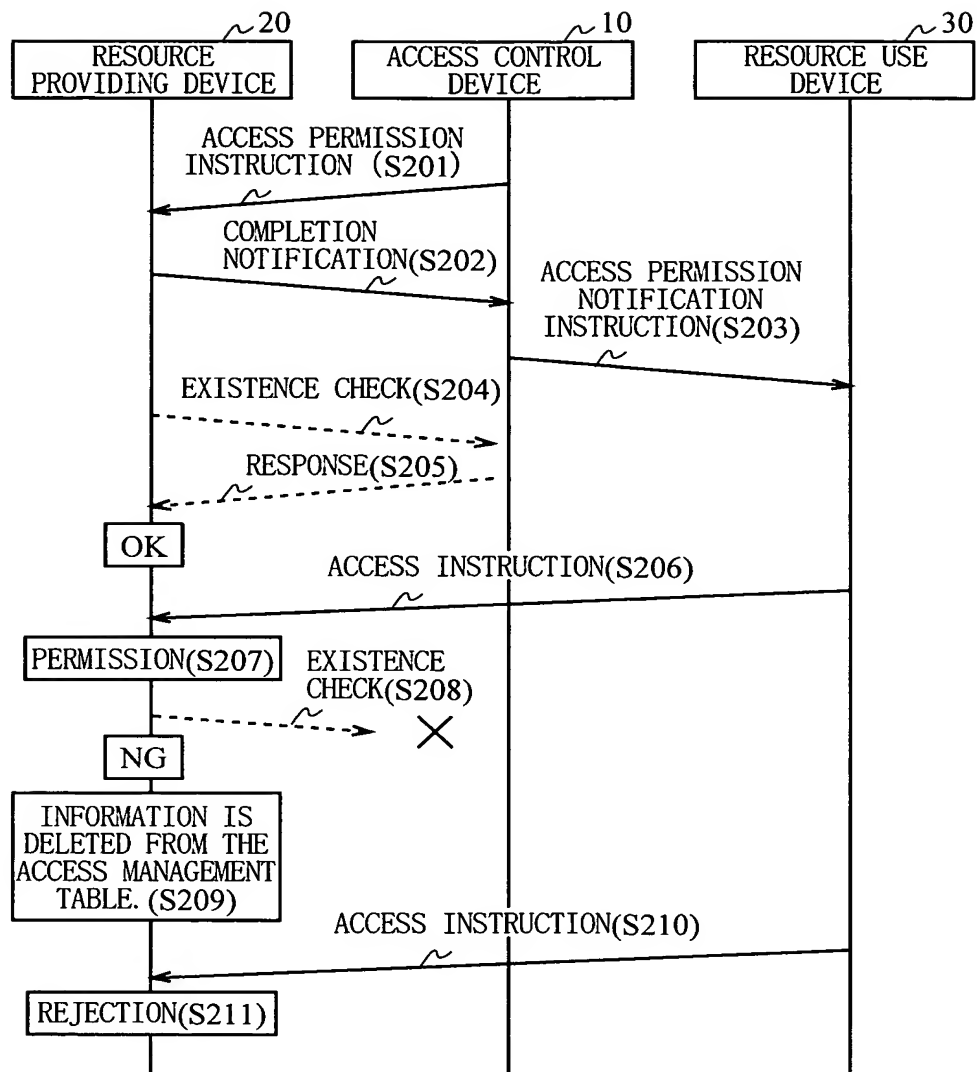 20
10
30
RESOURCE
PROVIDING DEVICE
ACCESS CONTROL
DEVICE
RESOURCE USE
DEVICE
ACCESS PERMISSION
INSTRUCTION (S201)
COMPLETION
NOTIFICATION(S202)
ACCESS PERMISSION
NOTIFICATION
INSTRUCTION(S203)
EXISTENCE CHECK(S204)
RESPONSE(S205)
OK
ACCESS INSTRUCTION(S206)
PERMISSION(S207)
EXISTENCE
CHECK(S208)
NG
INFORMATION IS
DELETED FROM THE
ACCESS MANAGEMENT
TABLE. (S209)
ACCESS INSTRUCTION(S210)
REJECTION(S211)